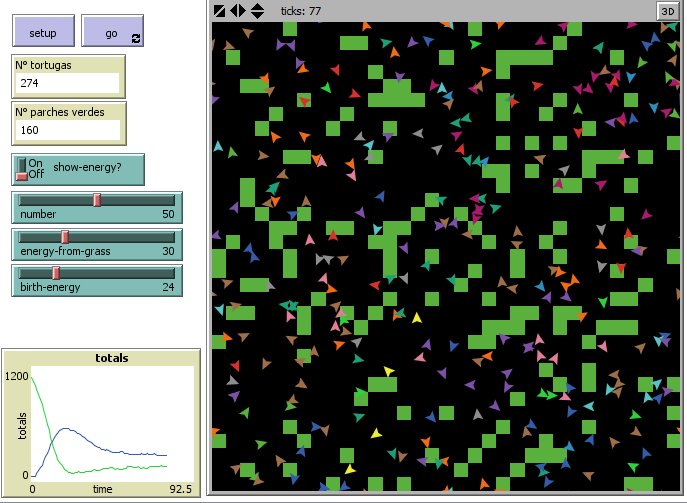 setup
go
Nº tortugas
274
Nº parches verdes
160
On
Off
show-energy?
number 50
energy-from-grass 30
birth-energy 24
totals
1200
totals
0
0 time 92.5
ticks: 77
3D